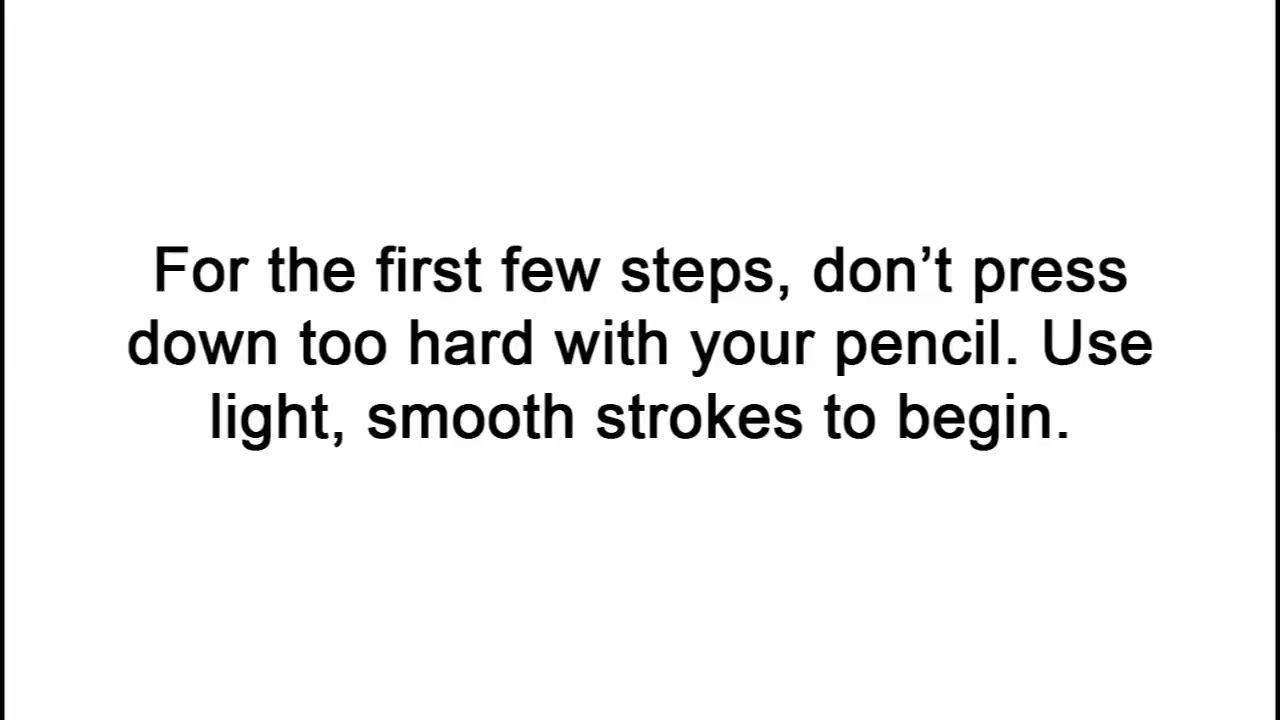 For the first few steps, don’t press
down too hard with your pencil. Use
light, smooth strokes to begin.